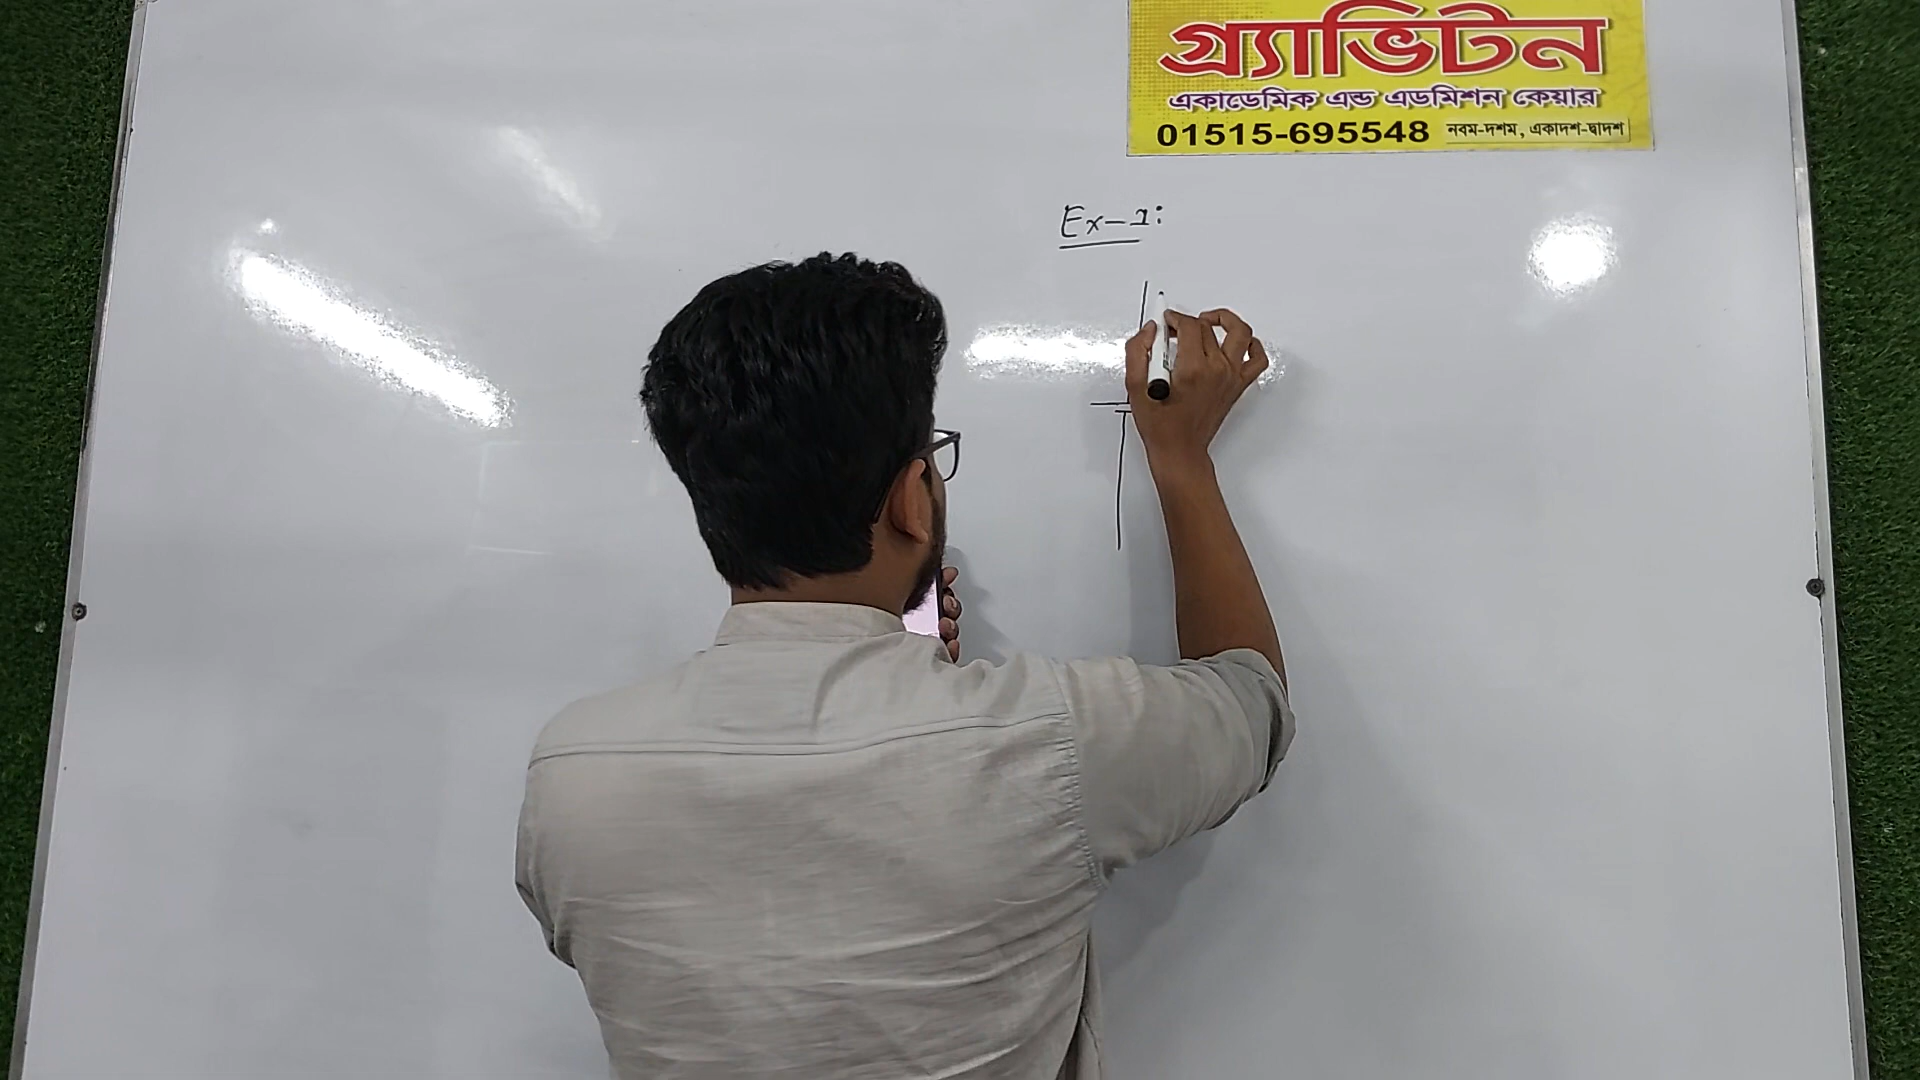 গ্র্যাভিটন
একাডেমিক এন্ড এডমিশন কেয়ার
01515-695548 নবম-দশম, একাদশ-দ্বাদশ
Ex-1: